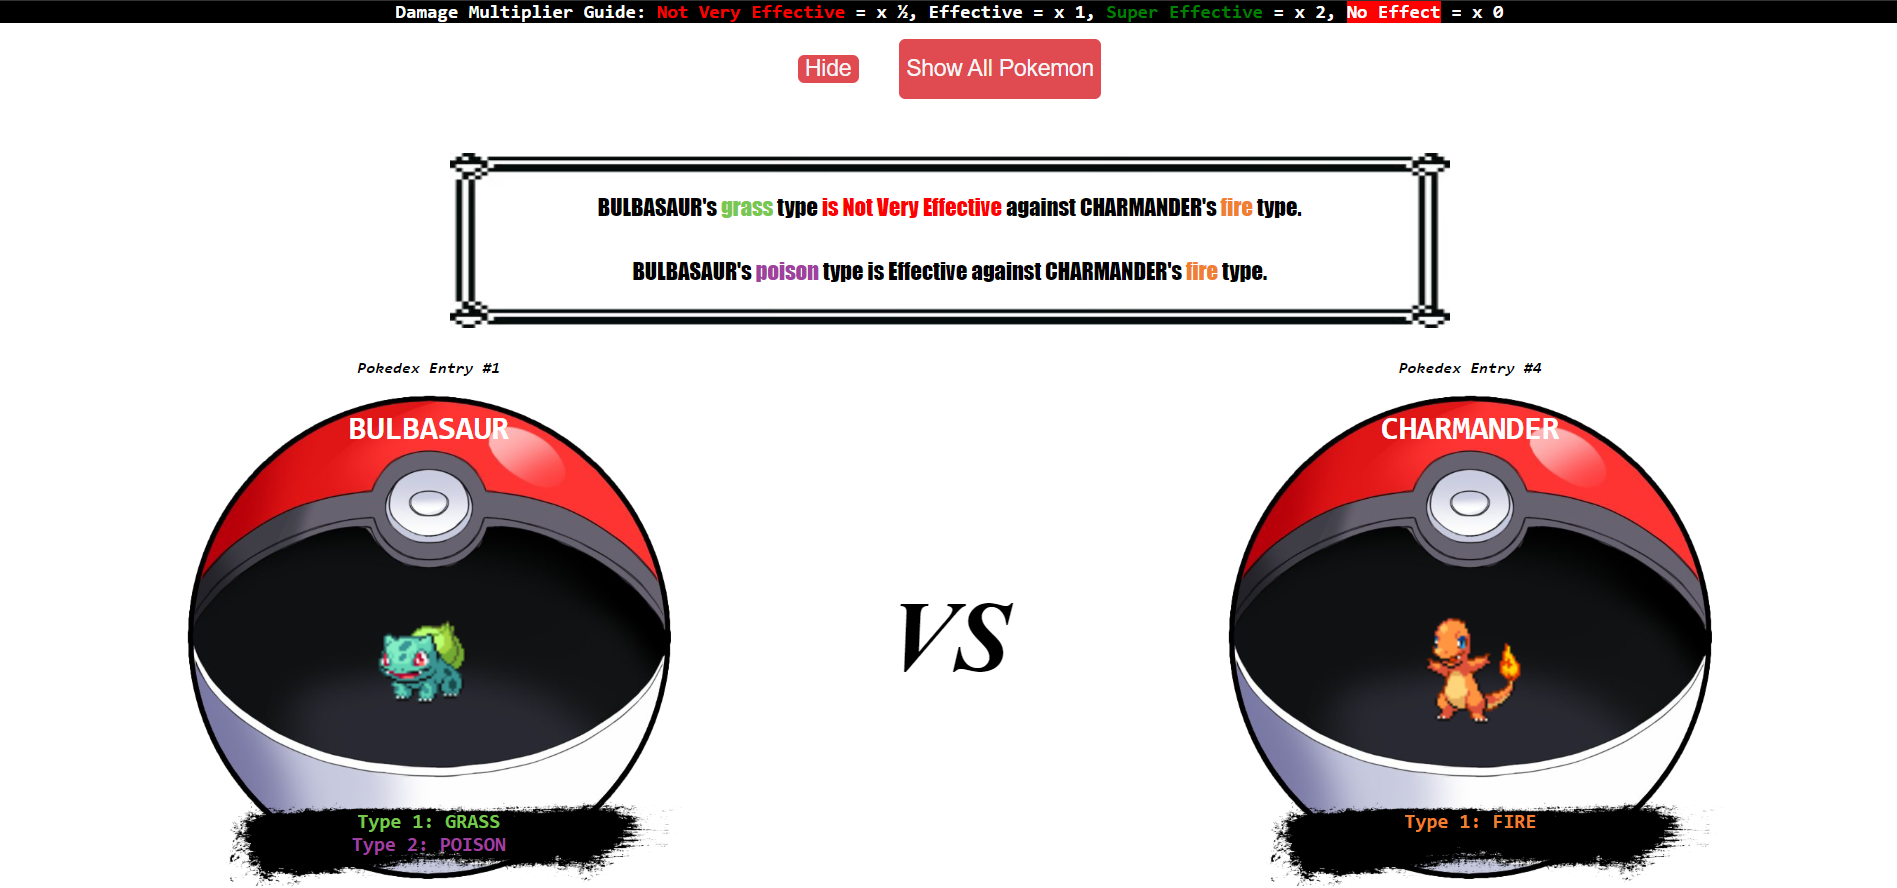 Damage Multiplier Guide: Not Very Effective = x ½, Effective = x 1, Super Effective = x 2, No Effect = x 0
Hide
Show All Pokemon
BULBASAUR's grass type is Not Very Effective against CHARMANDER's fire type.
BULBASAUR's poison type is Effective against CHARMANDER's fire type.
Pokedex Entry #1
BULBASAUR
Type 1: GRASS
Type 2: POISON
VS
Pokedex Entry #4
CHARMANDER
Type 1: FIRE